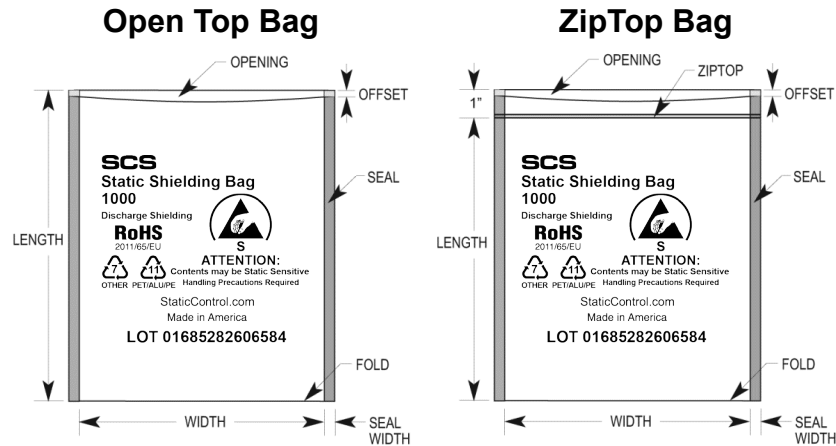 Open Top Bag
OPENING
OFFSET
SEAL
LENGTH
SCS
Static Shielding Bag
1000
Discharge Shielding
RoHS
2011/65/EU
S
ATTENTION:
7
11
Contents may be Static Sensitive
OTHER PET/ALU/PE
Handling Precautions Required
StaticControl.com
Made in America
LOT 01685282606584
FOLD
WIDTH
SEAL
WIDTH
ZipTop Bag
OPENING
ZIPTOP
OFFSET
1"
SEAL
LENGTH
SCS
Static Shielding Bag
1000
Discharge Shielding
RoHS
2011/65/EU
S
ATTENTION:
7
11
Contents may be Static Sensitive
OTHER PET/ALU/PE
Handling Precautions Required
StaticControl.com
Made in America
LOT 01685282606584
FOLD
WIDTH
SEAL
WIDTH